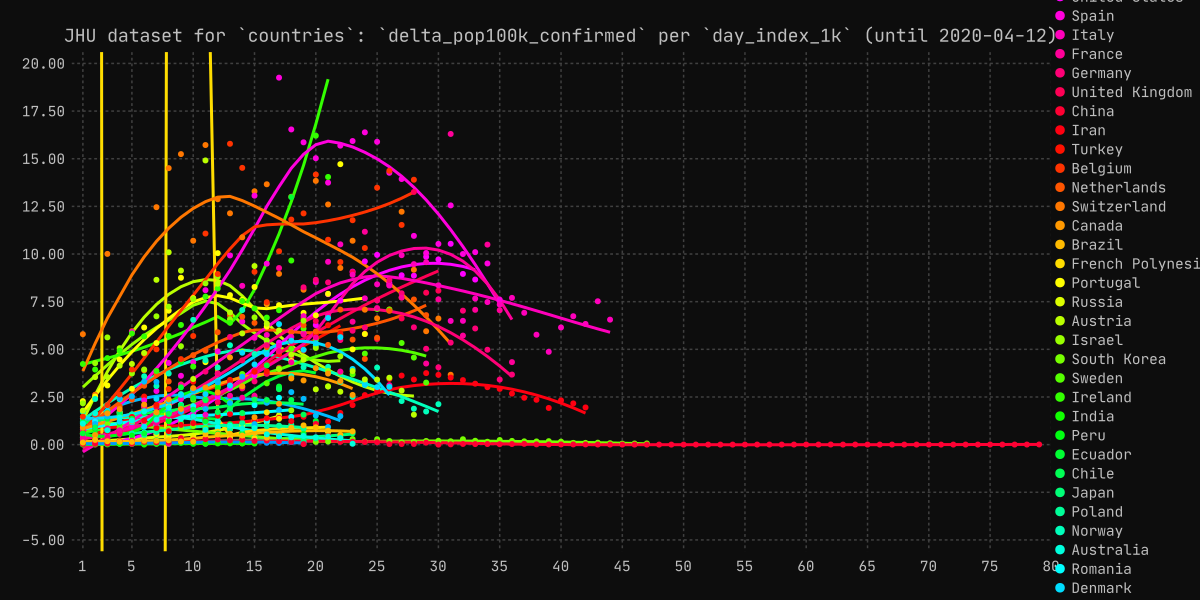 JHU dataset for `countries`: `delta_pop100k_confirmed` per `day_index_1k` (until 2020-04-12)
20.00
17.50
15.00
12.50
10.00
7.50
5.00
2.50
0.00
-2.50
-5.00
1 5 10 15 20 25 30 35 40 45 50 55 60 65 70 75 80
Spain
Italy
France
Germany
United Kingdom
China
Iran
Turkey
Belgium
Netherlands
Switzerland
Canada
Brazil
French Polynesi
Portugal
Russia
Austria
Israel
South Korea
Sweden
Ireland
India
Peru
Ecuador
Chile
Japan
Poland
Norway
Australia
Romania
Denmark